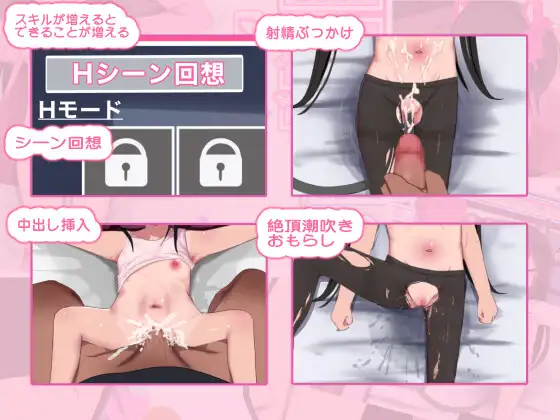 スキルが増えると
できることが増える
Hシーン回想
Hモード
シーン回想
射精ぶつかけ
中出し挿入
絶頂潮吹き
おもらし